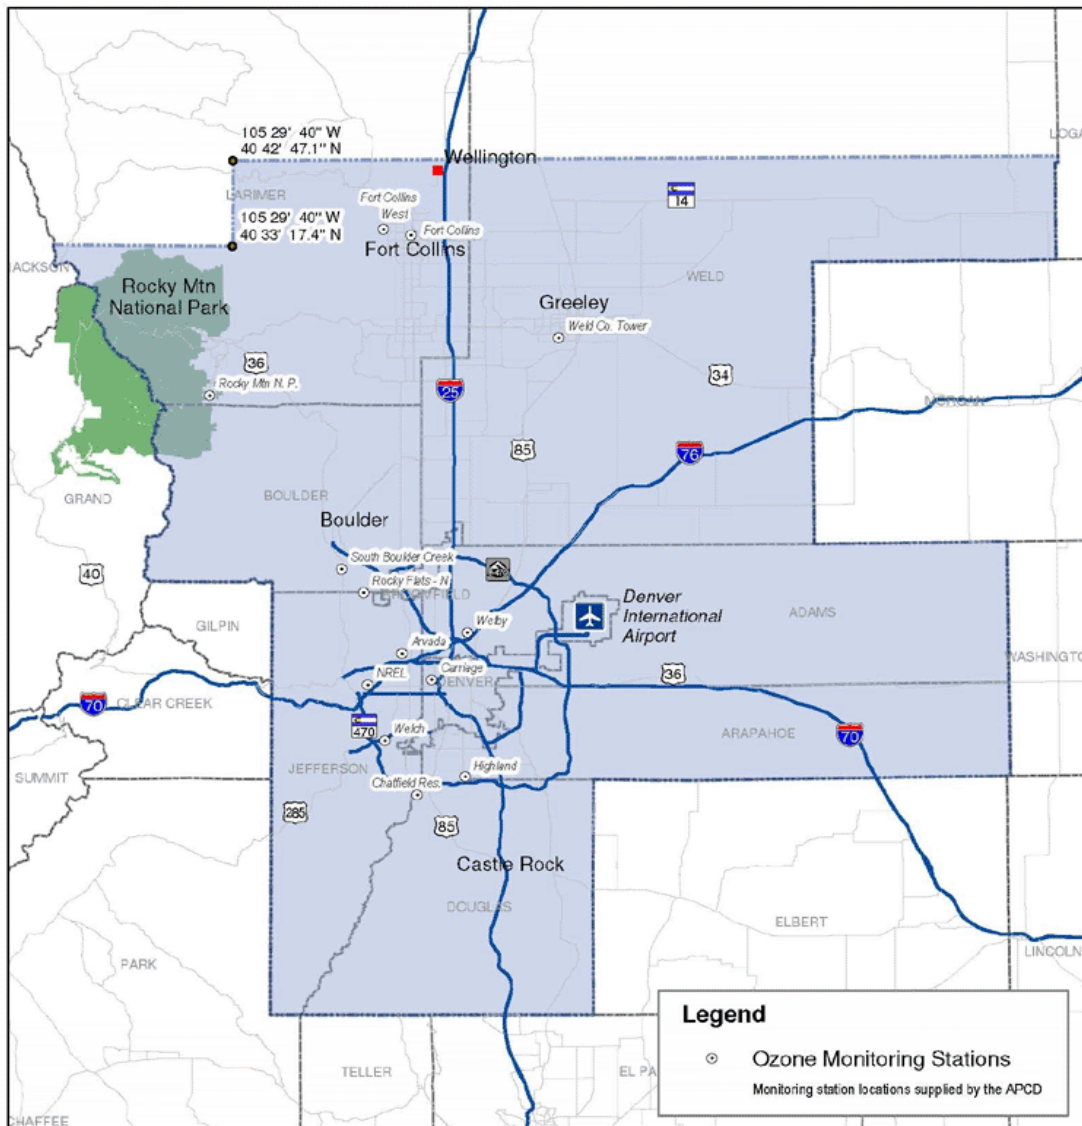 105 29' 40" W
40 42' 47.1" N
Wellington
LOGA
LARIMER
Fort Collins
West
14
105 29' 40" W
40 33' 17.4" N
Fort Collins
Fort Collins
JACKSON
WELD
Rocky Mtn
National Park
Greeley
Weld Co. Tower
36
34
Rocky Mtn N. P.
25
MORGAN
85
76
GRAND
BOULDER
Boulder
South Boulder Creek
40
Rocky Flats - N
BROOMFIELD
Denver
International
Airport
ADAMS
GILPIN
Welby
Arvada
WASHINGTO
NREL
Carriage
36
DENVER
70
CLEAR CREEK
470
Welch
ARAPAHOE
70
SUMMIT
JEFFERSON
Highland
Chatfield Res.
285
85
Castle Rock
DOUGLAS
ELBERT
PARK
LINCOLN
Legend
Ozone Monitoring Stations
Monitoring station locations supplied by the APCD
TELLER
EL PA
CHAFFEE